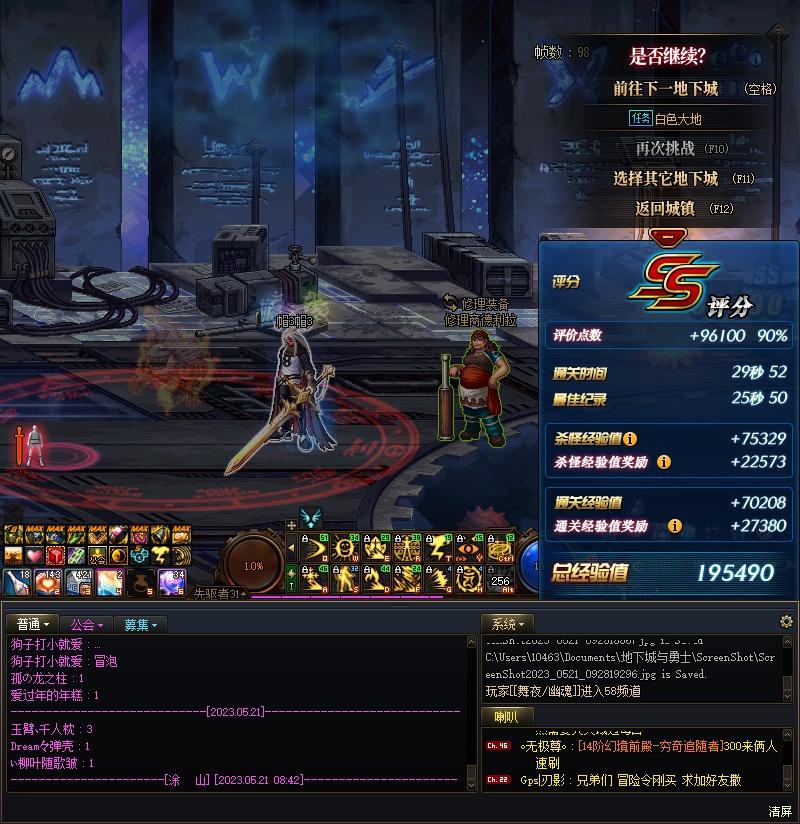 帧数：98
是否继续?
前往下一地下城 (空格)
任务 白色大地
再次挑战 (F10)
选择其它地下城 (F11)
返回城镇 (F12)
评分
SS 评分
评价点数 +96100 90%
通关时间 29秒 52
最佳纪录 25秒 50
杀怪经验值 +75329
杀怪经验值奖励 +22573
通关经验值 +70208
通关经验值奖励 +27380
总经验值 195490
修理装备
修理商德利拉
1.0%
256
先驱者31
普通
公会
募集
狗子打小就爱：...
狗子打小就爱：冒泡
孤の龙之柱：1
爱过年的年糕：1
[2023.05.21]
玉臂、千人枕：3
Dream々弹壳：1
い柳叶随歌皱：1
[涂 山] [2023.05.21 08:42]
系统
C:\Users\10463\Documents\地下城与勇士\ScreenShot\Scr
eenShot2023_0521_092819296.jpg is Saved.
玩家[[舞夜/幽魂]]进入58频道
喇叭
Ch.46 o无极尊o：[14阶幻境前殿-穷奇追随者]300来俩人
速刷
Ch.22 Gps|刃影：兄弟们 冒险令刚买 求加好友撒
清屏